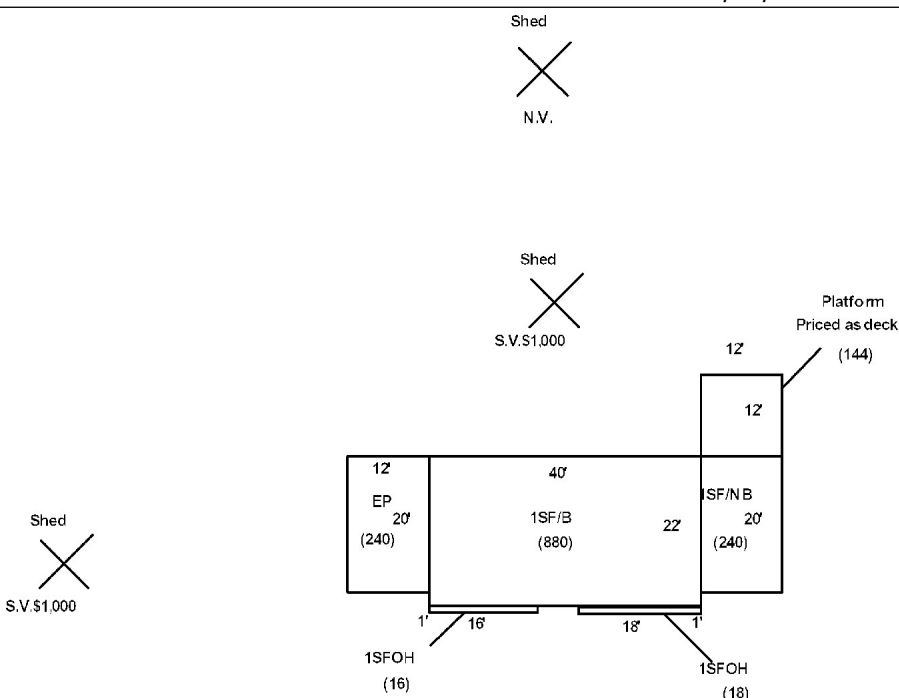 Shed
N.V.
Shed
S.V.$1,000
Platform
Priced as deck
(144)
12'
12'
12'
EP
20'
(240)
40'
1SF/B
(880)
22'
1SF/NB
20'
(240)
Shed
S.V.$1,000
1'
16'
18'
1'
1SFOH
(16)
1SFOH
(18)